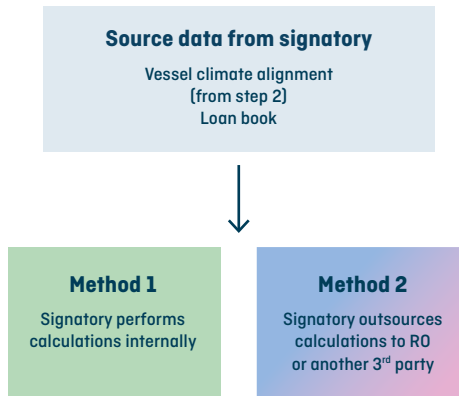 Source data from signatory
Vessel climate alignment
(from step 2)
Loan book
Method 1
Signatory performs
calculations internally
Method 2
Signatory outsources
calculations to RO
or another 3rd party